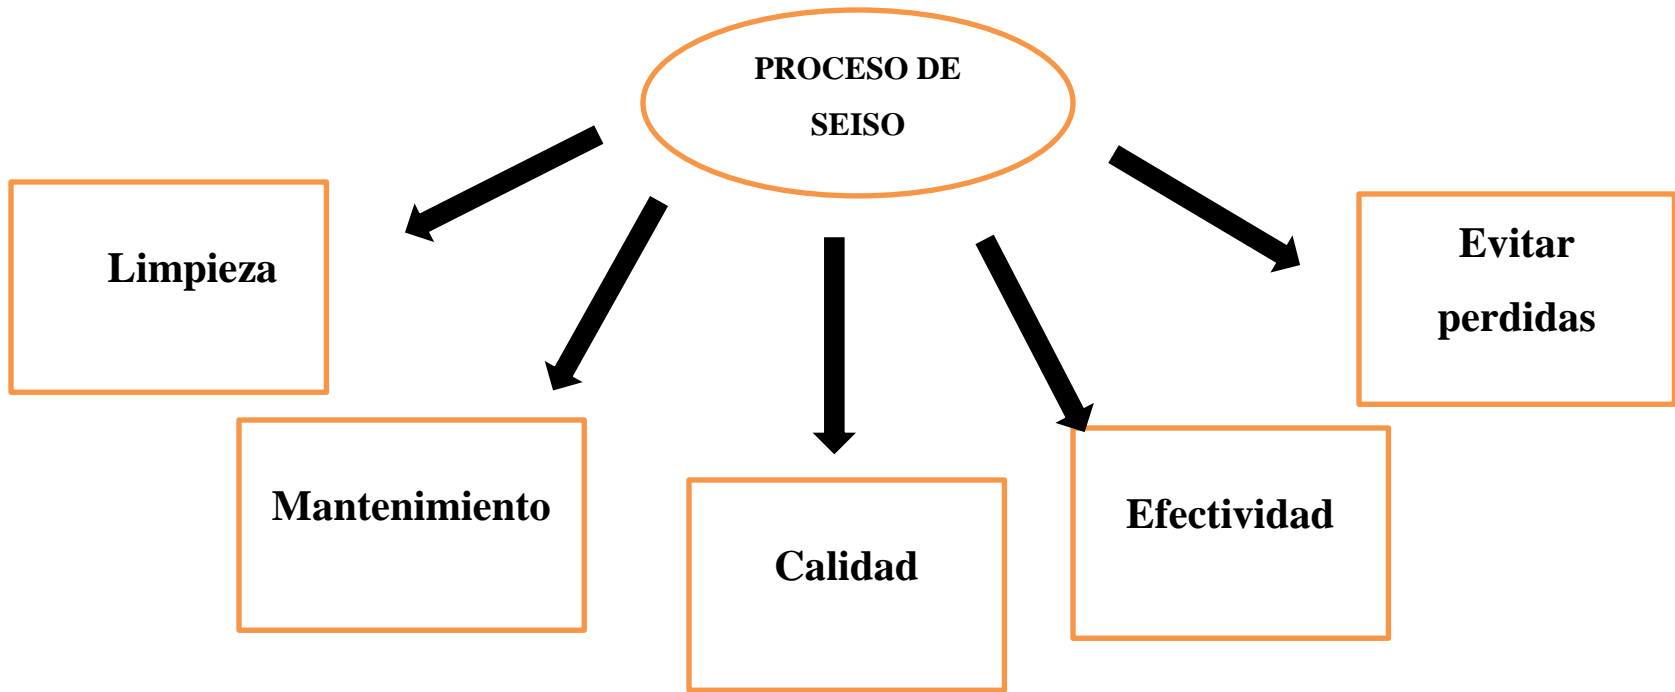 PROCESO DE
SEISO
Limpieza
Mantenimiento
Calidad
Efectividad
Evitar
perdidas